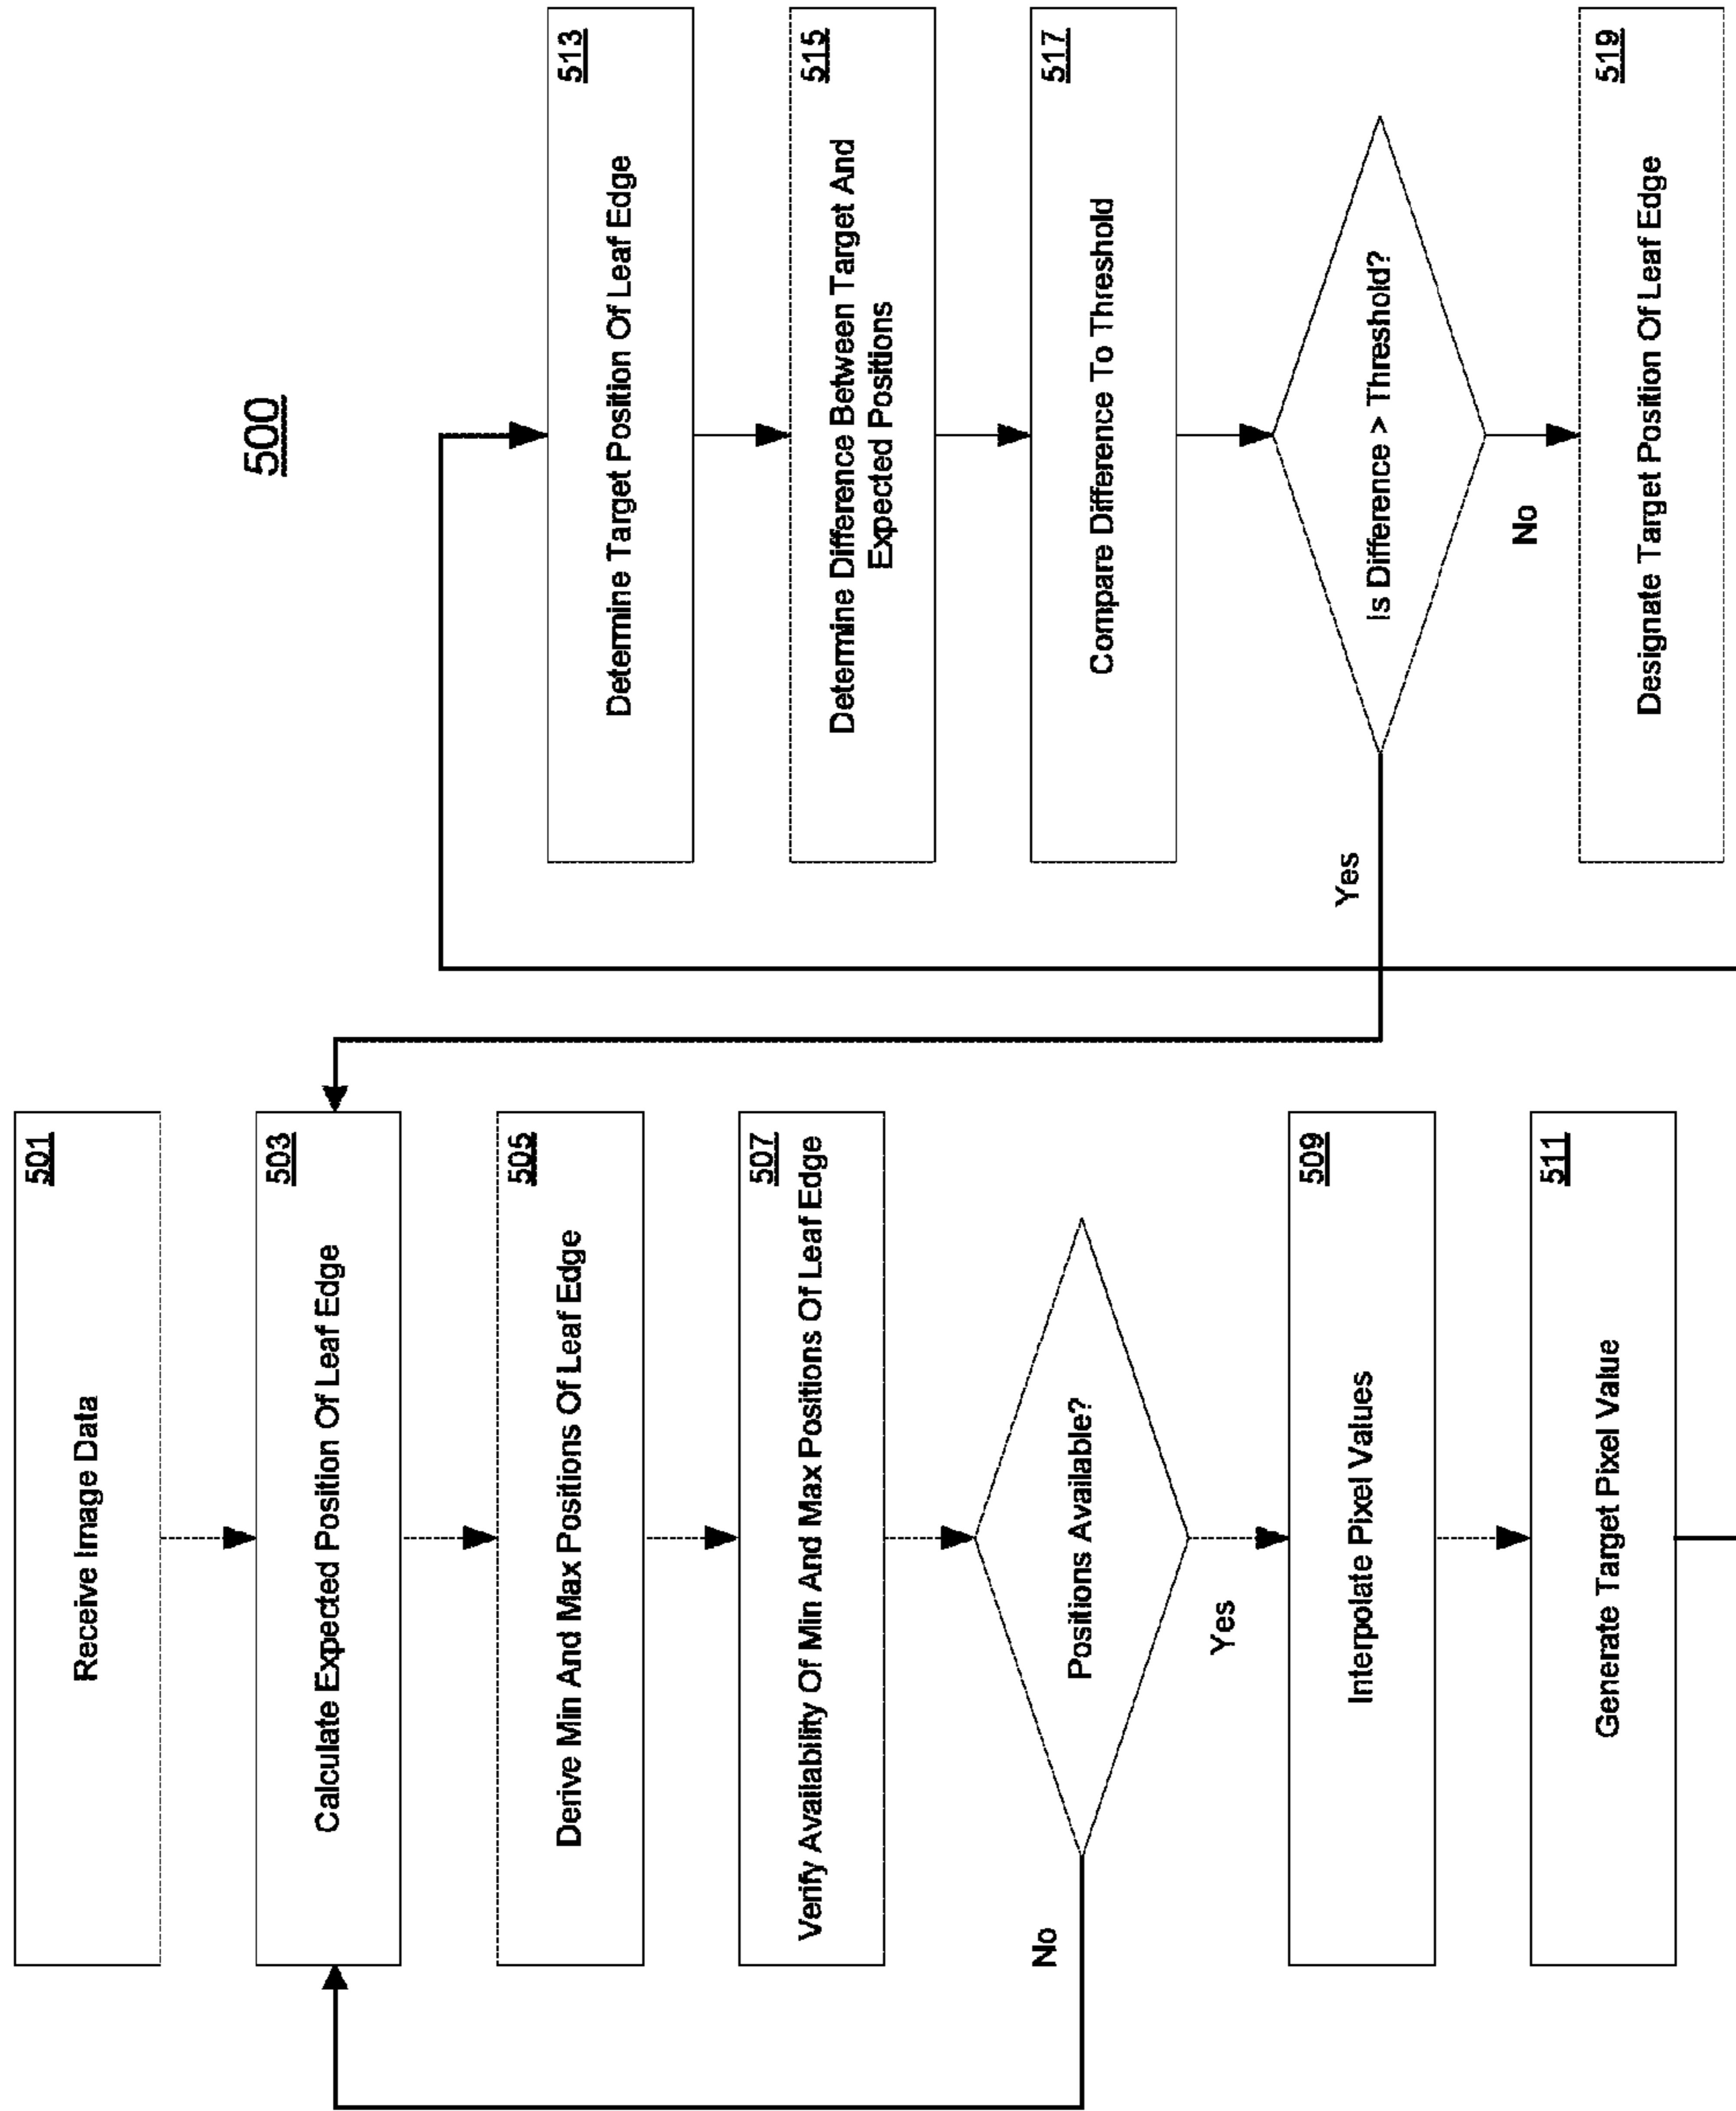 500
501
Receive Image Data
503
Calculate Expected Position Of Leaf Edge
505
Derive Min And Max Positions Of Leaf Edge
507
Verify Availability Of Min And Max Positions Of Leaf Edge
Positions Available?
No
Yes
509
Interpolate Pixel Values
511
Generate Target Pixel Value
513
Determine Target Position Of Leaf Edge
515
Determine Difference Between Target And
Expected Positions
517
Compare Difference To Threshold
Is Difference > Threshold?
Yes
No
519
Designate Target Position Of Leaf Edge